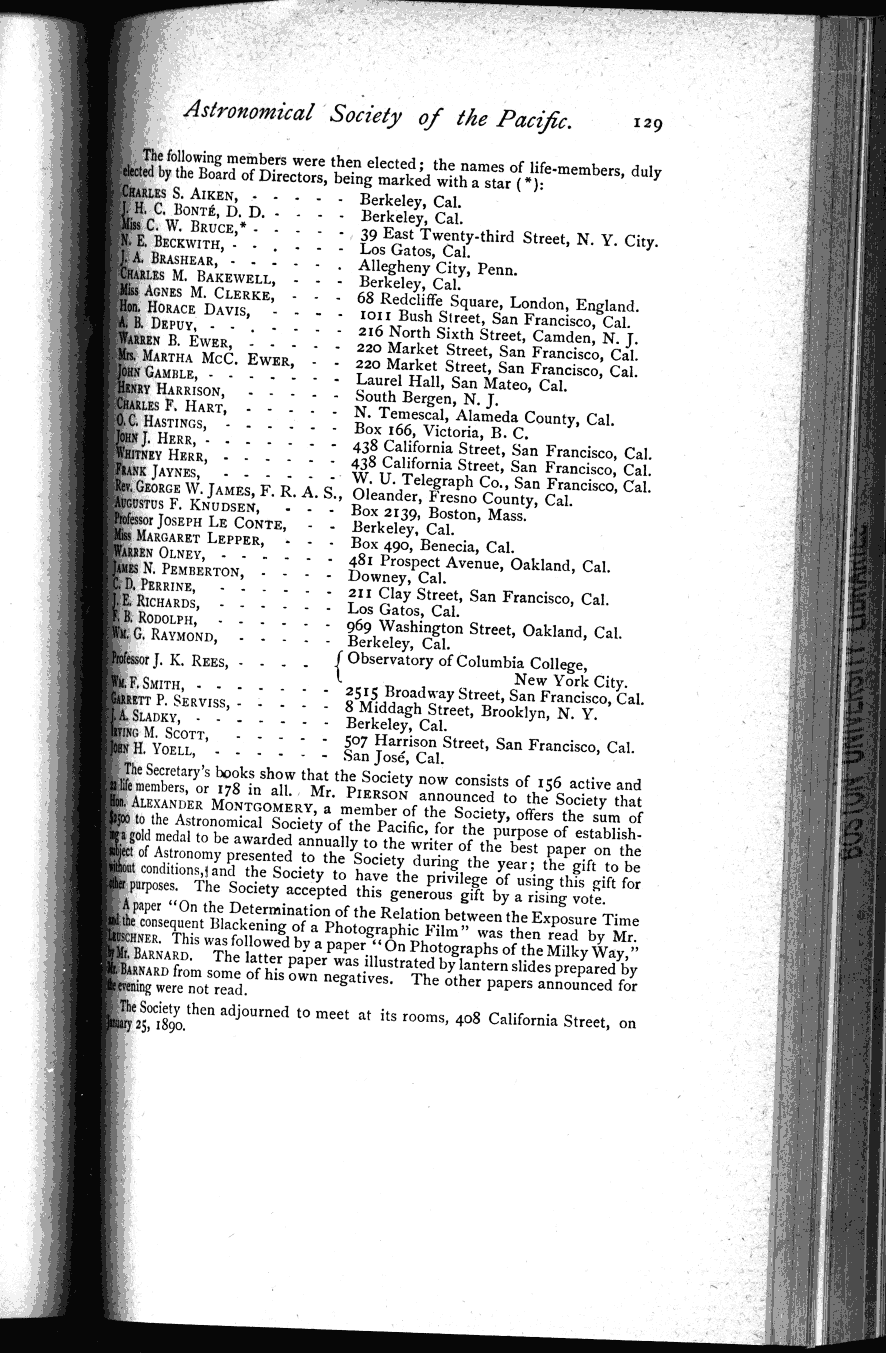 Astronomical Society of the Pacific. 129
The following members were then elected; the names of life-members, duly
elected by the Board of Directors, being marked with a star (*):
CHARLES S. AIKEN, - - - - - - Berkeley, Cal.
J. H. C. BONTÉ, D. D. - - - - Berkeley, Cal.
Miss C. W. BRUCE,* - - - - - 39 East Twenty-third Street, N. Y. City.
N. E. BECKWITH, - - - - - - Los Gatos, Cal.
J. A. BRASHEAR, - - - - - - Allegheny City, Penn.
CHARLES M. BAKEWELL, - - - Berkeley, Cal.
Miss AGNES M. CLERKE, - - - 68 Redcliffe Square, London, England.
Hon. HORACE DAVIS, - - - - 1011 Bush Street, San Francisco, Cal.
A. B. DEPUY, - - - - - - - 216 North Sixth Street, Camden, N. J.
WARREN B. EWER, - - - - - 220 Market Street, San Francisco, Cal.
Mrs. MARTHA MCC. EWER, - - 220 Market Street, San Francisco, Cal.
JOHN GAMBLE, - - - - - - - Laurel Hall, San Mateo, Cal.
HENRY HARRISON, - - - - - South Bergen, N. J.
CHARLES F. HART, - - - - - N. Temescal, Alameda County, Cal.
O. C. HASTINGS, - - - - - - Box 166, Victoria, B. C.
JOHN J. HERR, - - - - - - - 438 California Street, San Francisco, Cal.
WHITNEY HERR, - - - - - - 438 California Street, San Francisco, Cal.
FRANK JAYNES, - - - - - - W. U. Telegraph Co., San Francisco, Cal.
Rev. GEORGE W. JAMES, F. R. A. S., Oleander, Fresno County, Cal.
AUGUSTUS F. KNUDSEN, - - - Box 2139, Boston, Mass.
Professor JOSEPH LE CONTE, - - Berkeley, Cal.
Miss MARGARET LEPPER, - - - Box 490, Benecia, Cal.
WARREN OLNEY, - - - - - - - 481 Prospect Avenue, Oakland, Cal.
JAMES N. PEMBERTON, - - - - Downey, Cal.
C. D. PERRINE, - - - - - - - 211 Clay Street, San Francisco, Cal.
J. E. RICHARDS, - - - - - - Los Gatos, Cal.
F. B. RODOLPH, - - - - - - - 969 Washington Street, Oakland, Cal.
WM. G. RAYMOND, - - - - - Berkeley, Cal.
Professor J. K. REES, - - - - { Observatory of Columbia College,
New York City.
WM. F. SMITH, - - - - - - - 2515 Broadway Street, San Francisco, Cal.
GARRETT P. SERVISS, - - - - - 8 Middagh Street, Brooklyn, N. Y.
J. A. SLADKY, - - - - - - - Berkeley, Cal.
IRVING M. SCOTT, - - - - - 507 Harrison Street, San Francisco, Cal.
JOHN H. YOELL, - - - - - - San José, Cal.
The Secretary's books show that the Society now consists of 156 active and
22 life members, or 178 in all. Mr. PIERSON announced to the Society that
Hon. ALEXANDER MONTGOMERY, a member of the Society, offers the sum of
$2500 to the Astronomical Society of the Pacific, for the purpose of establish-
ing a gold medal to be awarded annually to the writer of the best paper on the
subject of Astronomy presented to the Society during the year; the gift to be
without conditions, and the Society to have the privilege of using this gift for
other purposes. The Society accepted this generous gift by a rising vote.
A paper "On the Determination of the Relation between the Exposure Time
and the consequent Blackening of a Photographic Film" was then read by Mr.
LEUSCHNER. This was followed by a paper "On Photographs of the Milky Way,"
by Mr. BARNARD. The latter paper was illustrated by lantern slides prepared by
Mr. BARNARD from some of his own negatives. The other papers announced for
the evening were not read.
The Society then adjourned to meet at its rooms, 408 California Street, on
January 25, 1890.
BOSTON UNIVERSITY LIBRARIES